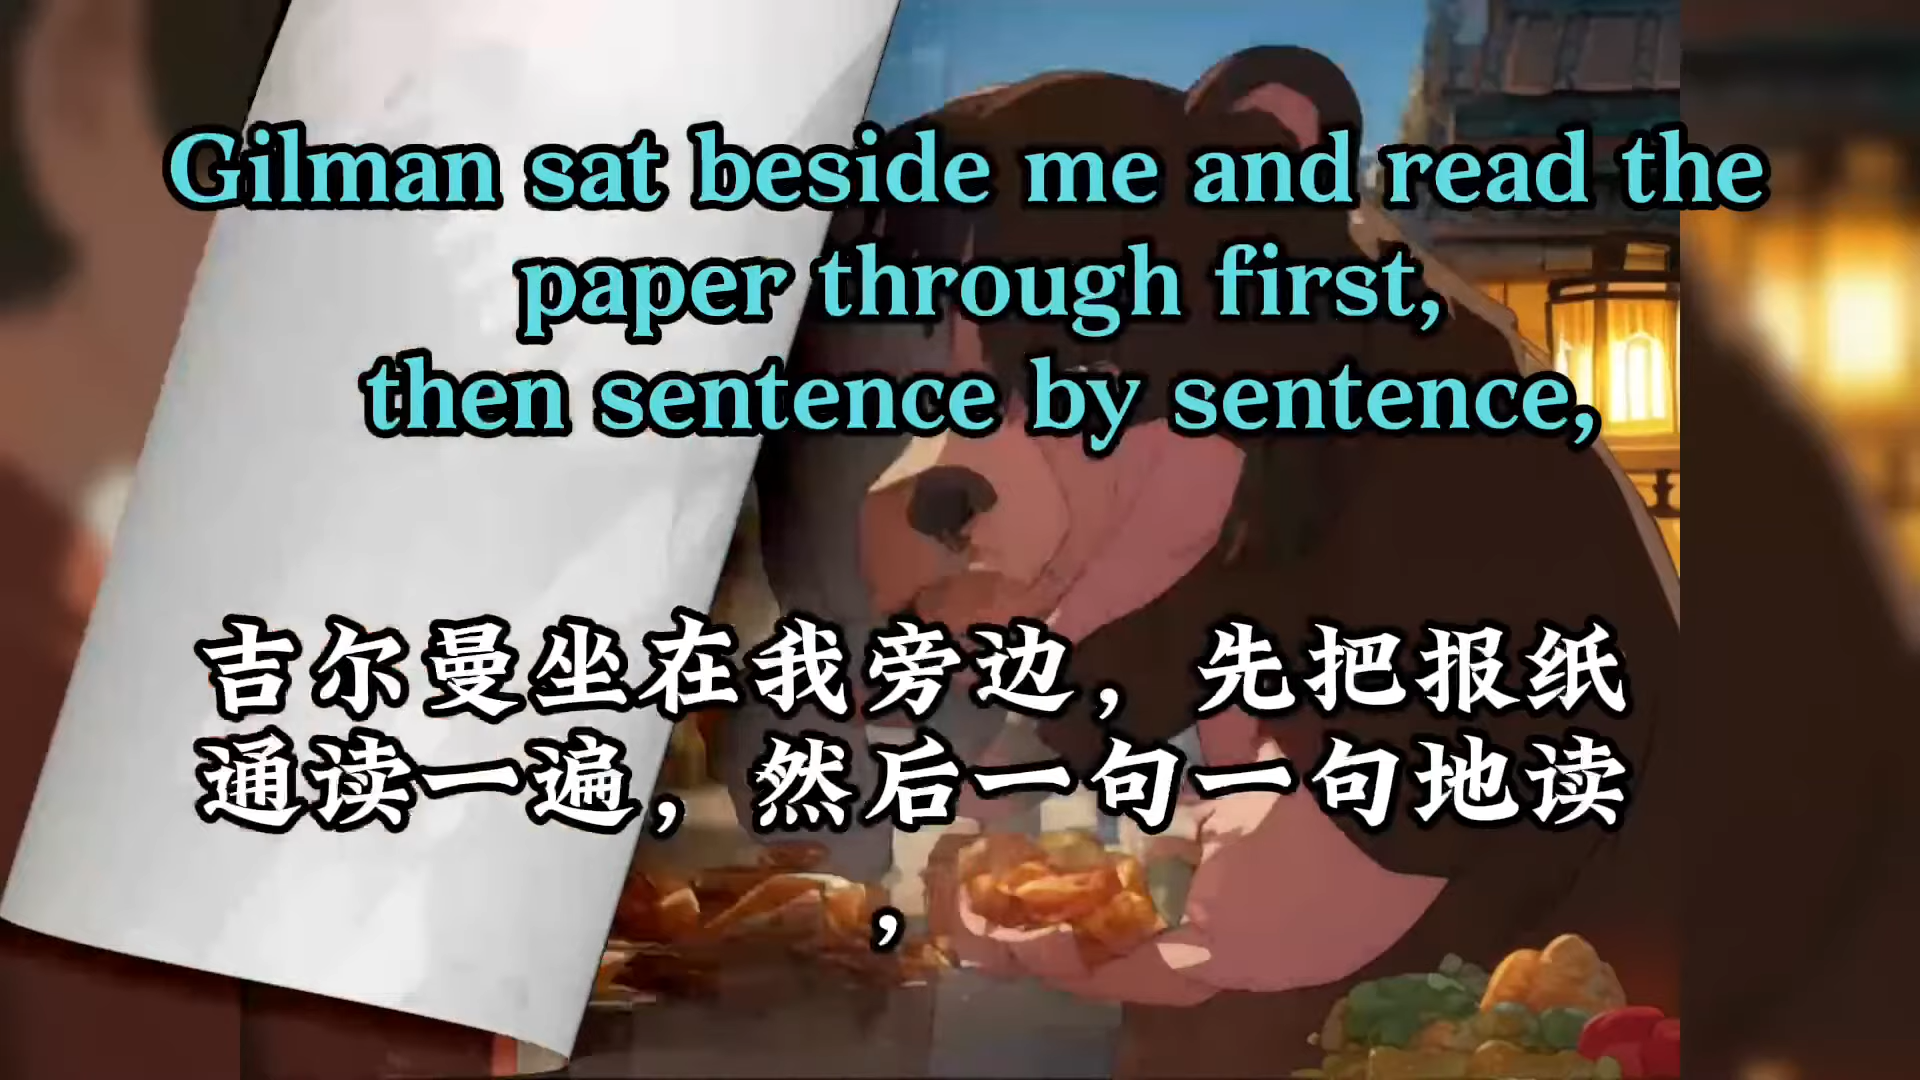 Gilman sat beside me and read the
paper through first,
then sentence by sentence,
吉尔曼坐在我旁边，先把报纸
通读一遍，然后一句一句地读
，